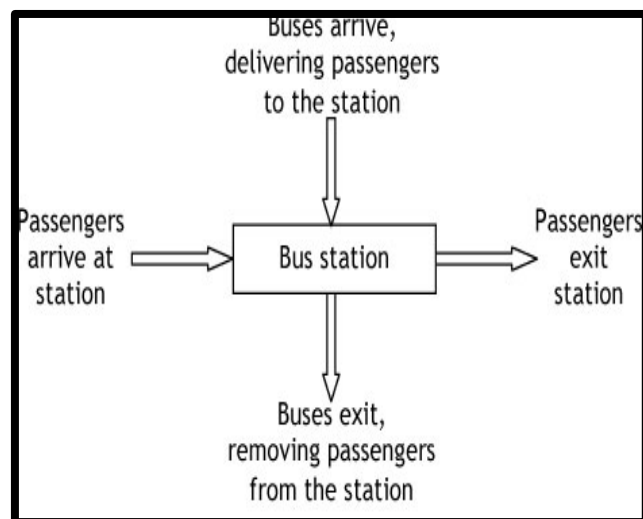 Buses arrive,
delivering passengers
to the station
Passengers
arrive at
station
Bus station
Passengers
exit
station
Buses exit,
removing passengers
from the station